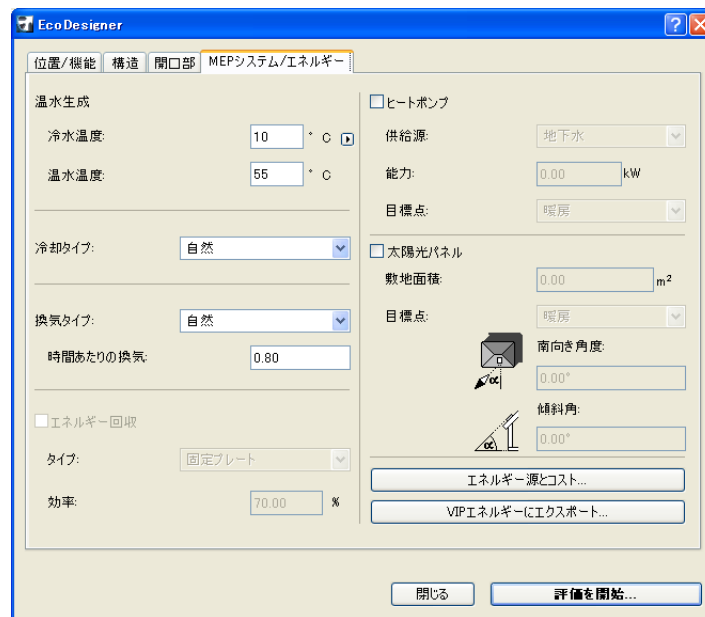 EcoDesigner
位置/機能 構造 開口部 MEPシステム/エネルギー
温水生成
冷水温度: 10 ° C
温水温度: 55 ° C
冷却タイプ: 自然
換気タイプ: 自然
時間あたりの換気: 0.80
エネルギー回収
タイプ: 固定プレート
効率: 70.00 %
ヒートポンプ
供給源: 地下水
能力: 0.00 kW
目標点: 暖房
太陽光パネル
敷地面積: 0.00 m²
目標点: 暖房
南向き角度:
α 0.00°
傾斜角:
α 0.00°
エネルギー源とコスト...
VIPエネルギーにエクスポート...
閉じる 評価を開始...